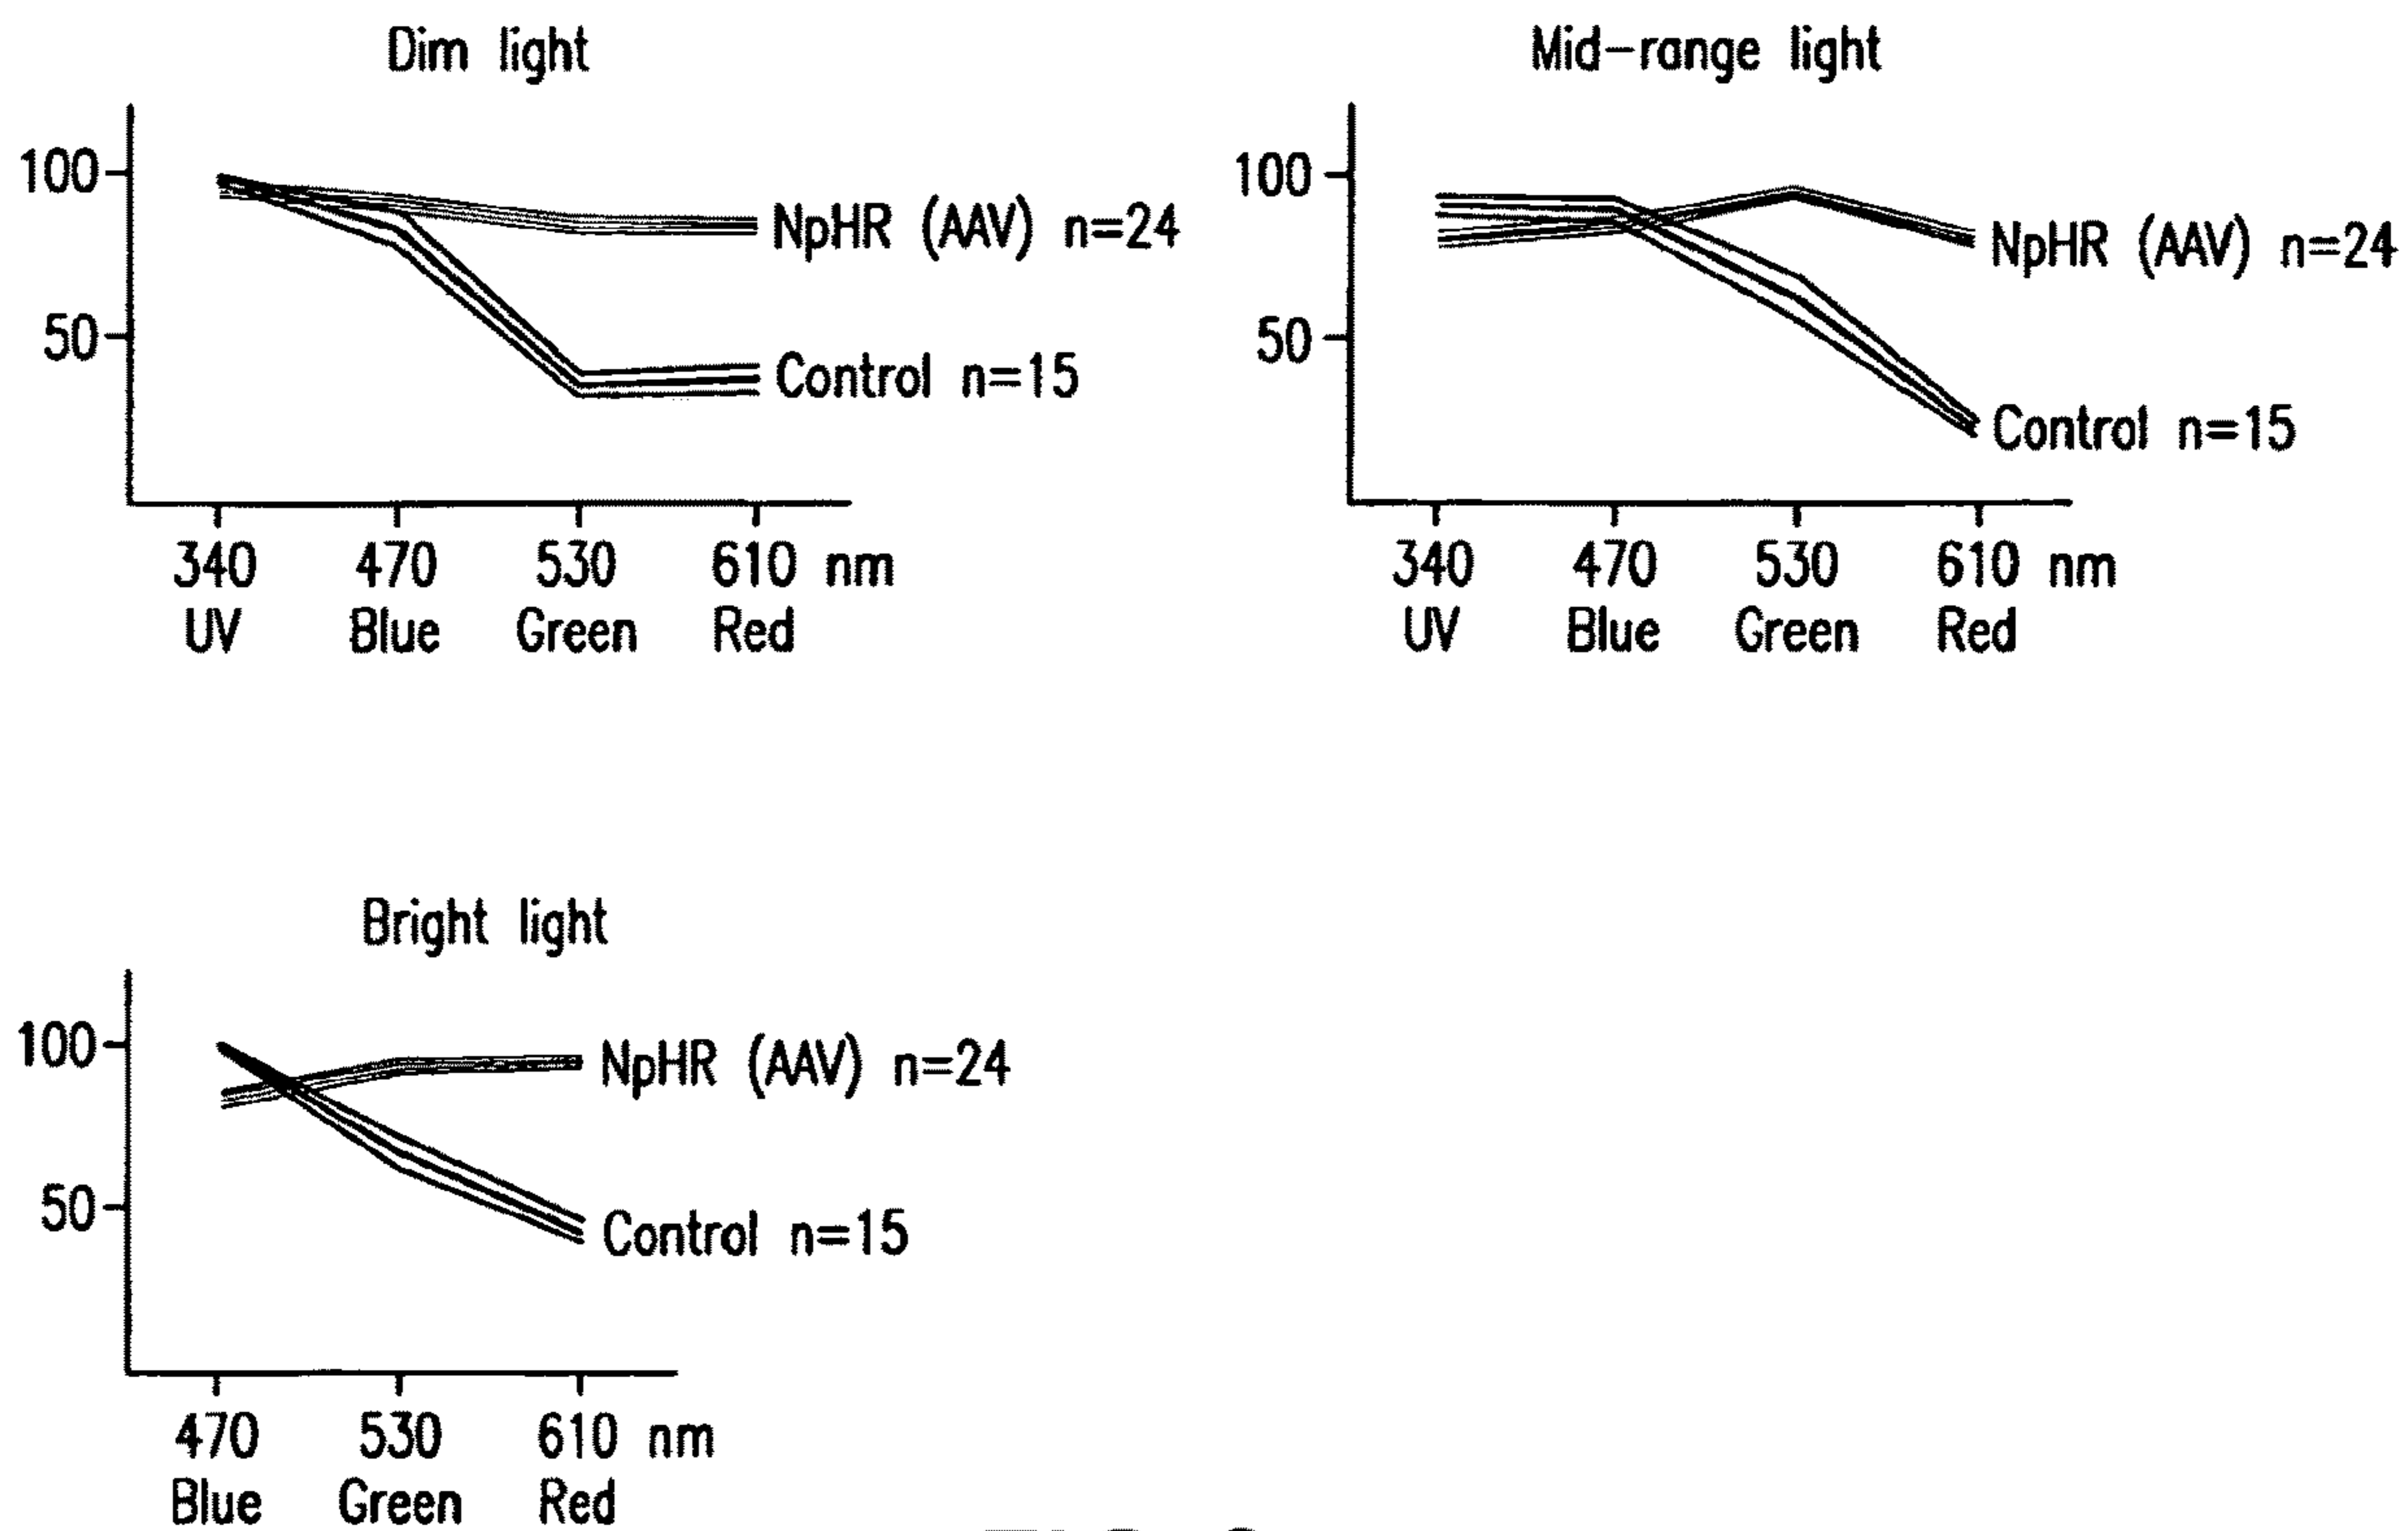 Dim light
100
50
NpHR (AAV) n=24
Control n=15
340 470 530 610 nm
UV Blue Green Red
Mid-range light
100
50
NpHR (AAV) n=24
Control n=15
340 470 530 610 nm
UV Blue Green Red
Bright light
100
50
NpHR (AAV) n=24
Control n=15
470 530 610 nm
Blue Green Red